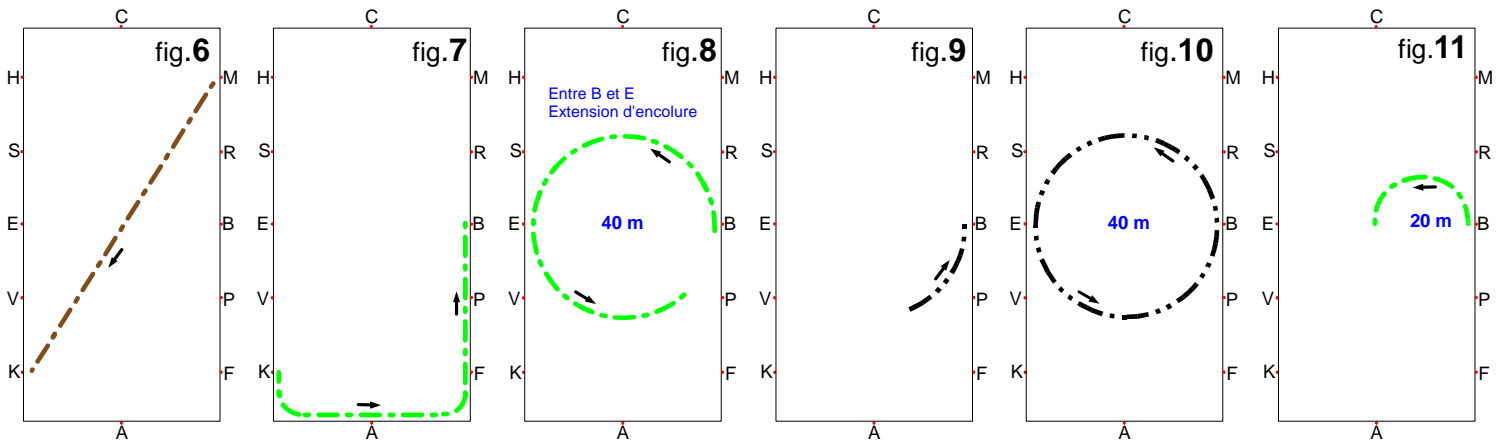 C C C C C C
fig.6 fig.7 fig.8 fig.9 fig.10 fig.11
H M H M H M H M H M H M
Entre B et E
Extension d'encolure
S R S R S R S R S R S R
E B E B E 40 m B E B E 40 m B E 20 m B
V P V P V P V P V P V P
K F K F K F K F K F K F
A A A A A A